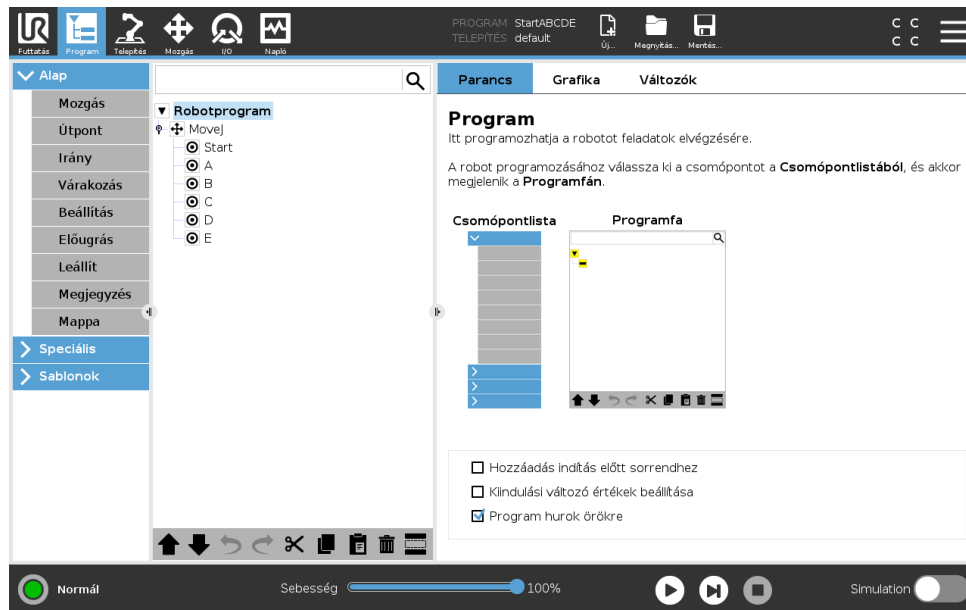 PROGRAM StartABCDE
TELEPÍTÉS default
UR
Futtatás
Program
Telepítés
Mozgás
I/O
Napló
Új...
Megnyitás...
Mentés...
C C
C C
Alap
Mozgás
Útpont
Irány
Várakozás
Beállítás
Előugrás
Leállít
Megjegyzés
Mappa
Speciális
Sablonok
Robotprogram
MoveJ
Start
A
B
C
D
E
Parancs
Grafika
Változók
Program
Itt programozhatja a robotot feladatok elvégzésére.
A robot programozásához válassza ki a csomópontot a Csomópontlistából, és akkor
megjelenik a Programfán.
Csomópontlista
Programfa
Hozzáadás indítás előtt sorrendhez
Kiindulási változó értékek beállítása
Program hurok örökre
Normál
Sebesség
100%
Simulation